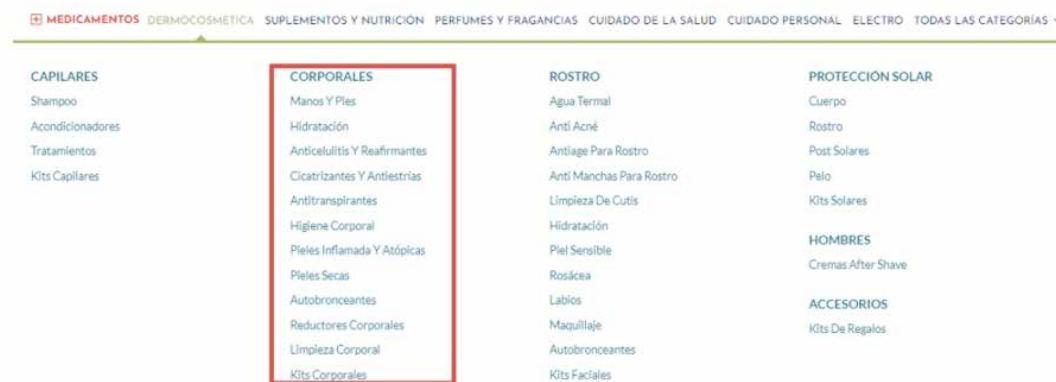 MEDICAMENTOS DERMOCOSMETICA SUPLEMENTOS Y NUTRICIÓN PERFUMES Y FRAGANCIAS CUIDADO DE LA SALUD CUIDADO PERSONAL ELECTRO TODAS LAS CATEGORÍAS
CAPILARES
Shampoo
Acondicionadores
Tratamientos
Kits Capilares
CORPORALES
Manos Y Pies
Hidratación
Anticelulitis Y Reafirmantes
Cicatrizantes Y Antiestrias
Antitranspirantes
Higiene Corporal
Pieles Inflamada Y Atópicas
Pieles Secas
Autobronceantes
Reductores Corporales
Limpieza Corporal
Kits Corporales
ROSTRO
Agua Termal
Anti Acné
Antiage Para Rostro
Anti Manchas Para Rostro
Limpieza De Cutis
Hidratación
Piel Sensible
Rosácea
Labios
Maquillaje
Autobronceantes
Kits Faciales
PROTECCIÓN SOLAR
Cuerpo
Rostro
Post Solares
Pelo
Kits Solares
HOMBRES
Cremas After Shave
ACCESORIOS
Kits De Regalos